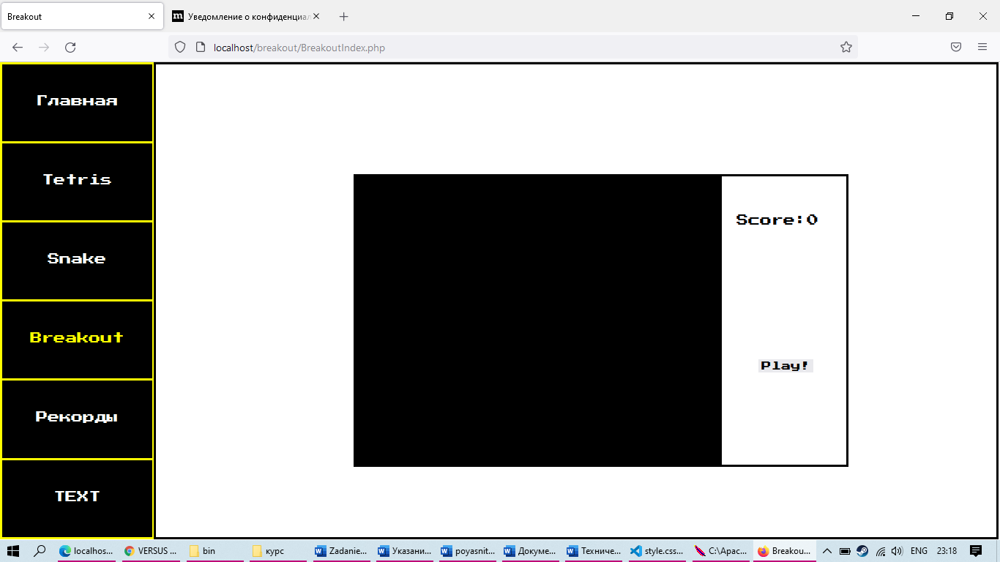 Breakout
Уведомление о конфиденциал
localhost/breakout/BreakoutIndex.php
Главная
Tetris
Snake
Breakout
Рекорды
TEXT
Score:0
Play!
localhos...
VERSUS ...
bin
курс
Zadanie...
Указани...
poyasnit...
Докуме...
Техниче...
style.css...
C:\Apac...
Breakou...
ENG
23:18